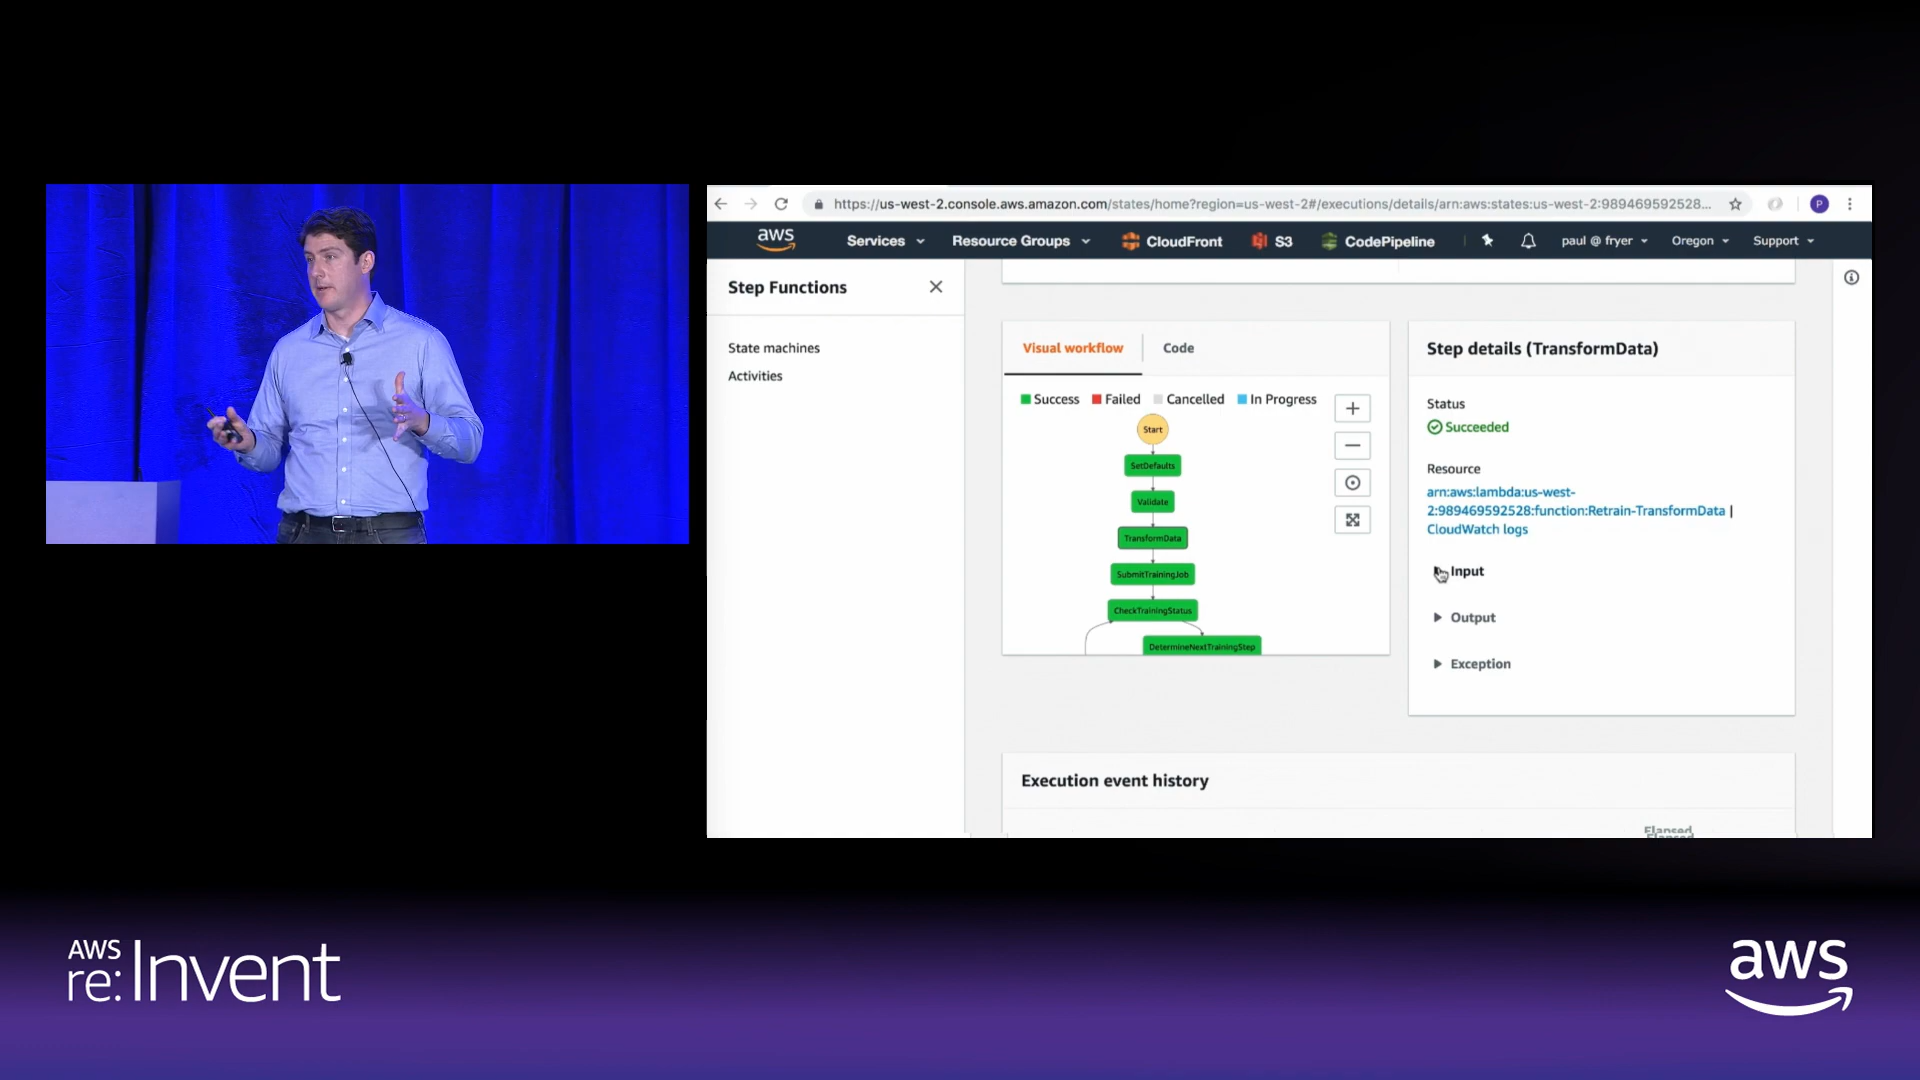 https://us-west-2.console.aws.amazon.com/states/home?region=us-west-2#/executions/details/arn:aws:states:us-west-2:989469592528...
P
aws
Services
Resource Groups
CloudFront
S3
CodePipeline
paul @ fryer
Oregon
Support
Step Functions
State machines
Activities
Visual workflow
Code
Success
Failed
Cancelled
In Progress
Start
SetDefaults
Validate
TransformData
SubmitTrainingJob
CheckTrainingStatus
DetermineNextTrainingStep
Step details (TransformData)
Status
Succeeded
Resource
arn:aws:lambda:us-west-
2:989469592528:function:Retrain-TransformData |
CloudWatch logs
Input
Output
Exception
Execution event history
Elapsed
AWS
re:Invent
aws